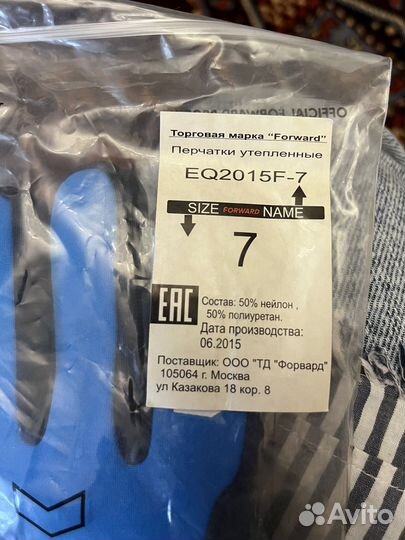 OFFICIAL FORWARD
Торговая марка "Forward"
Перчатки утепленные
EQ2015F-7
SIZE FORWARD NAME
7
EAC
Состав: 50% нейлон ,
50% полиуретан.
Дата производства:
06.2015
Поставщик: ООО "ТД "Форвард"
105064 г. Москва
ул Казакова 18 кор. 8
Avito